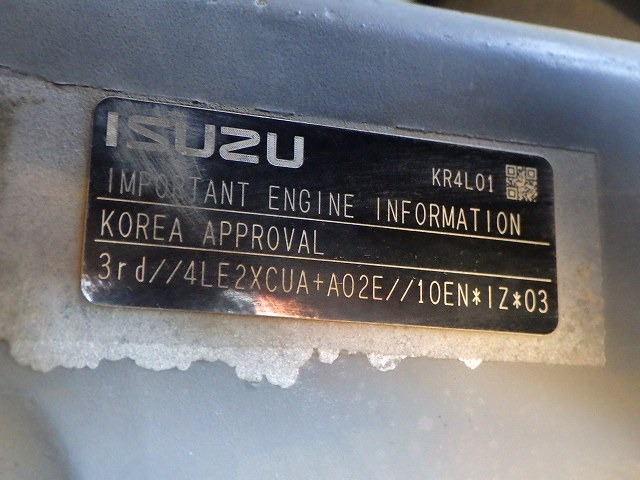 ISUZU
KR4L01
IMPORTANT ENGINE INFORMATION
KOREA APPROVAL
3rd//4LE2XCUA+A02E//10EN*IZ*03